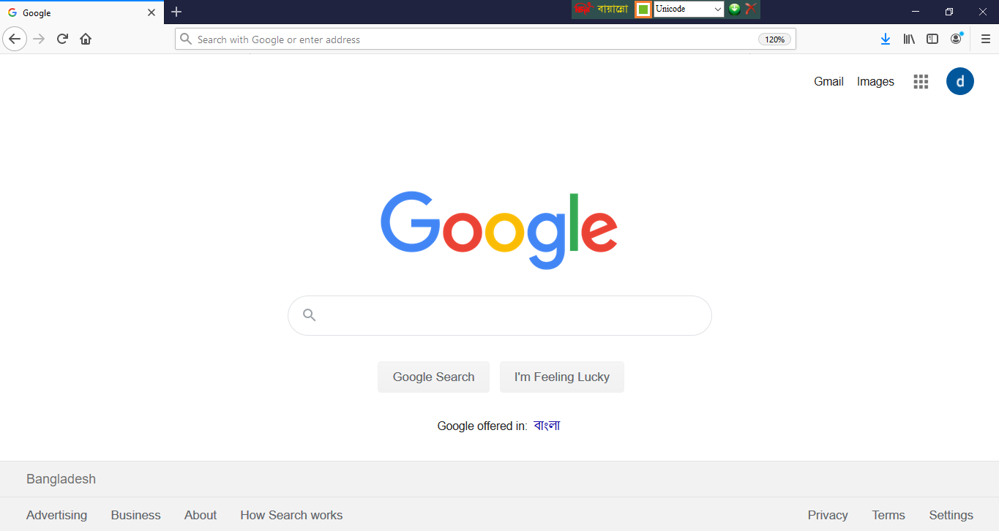 Google
বায়ান্নো Unicode
Search with Google or enter address 120%
Gmail Images d
Google
Google Search I'm Feeling Lucky
Google offered in: বাংলা
Bangladesh
Advertising Business About How Search works Privacy Terms Settings